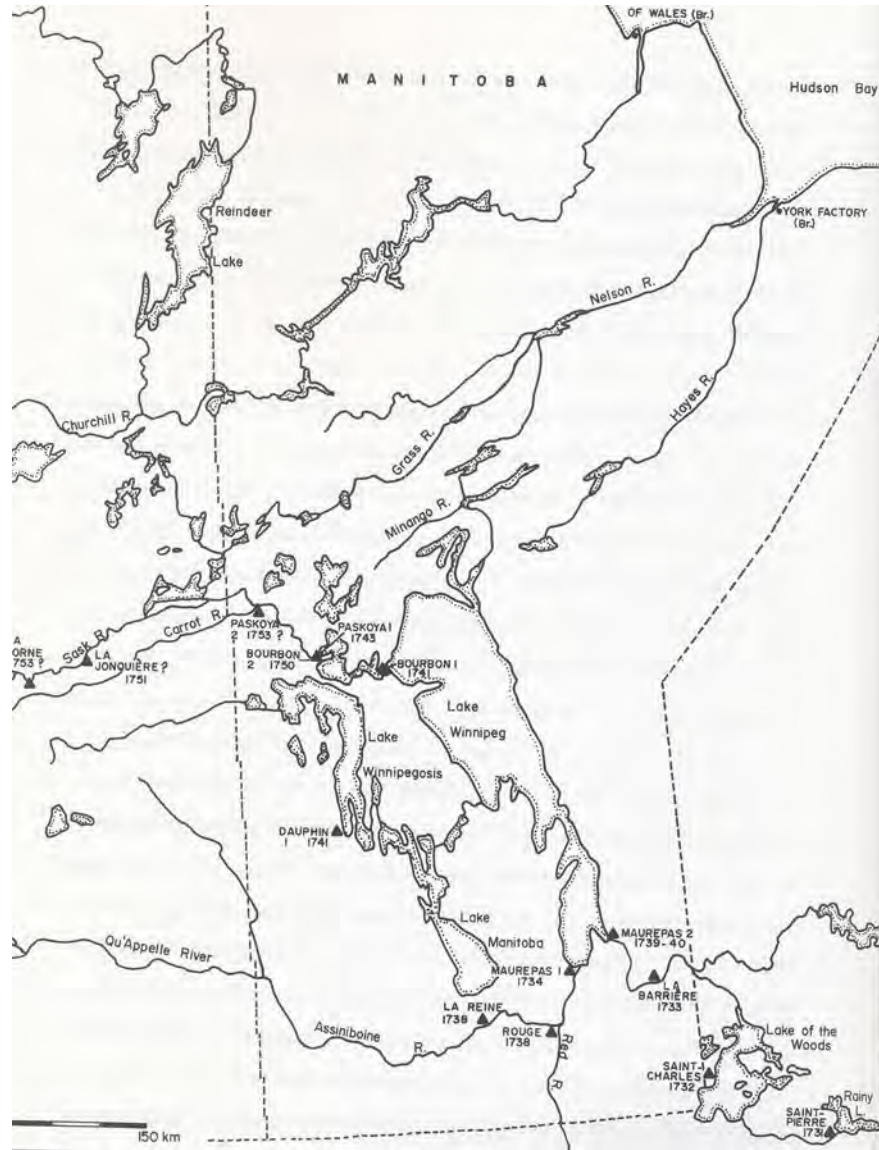 OF WALES (Br.)
MANITOBA
Hudson Bay
Reindeer
Lake
YORK FACTORY
(Br.)
Nelson R.
Churchill R.
Hayes R.
Grass R.
Minango R.
Sask R.
Carrot R.
PASKOYA
2 1753 ?
PASKOYA I
1743
A
ORNE
753 ?
LA
JONQUIÈRE ?
1751
BOURBON
2 1750
BOURBON I
1741
Lake
Winnipeg
Lake
Winnipegosis
DAUPHIN
I 1741
Lake
Manitoba
Qu'Appelle River
MAUREPAS 2
1739-40
MAUREPAS I
1734
LA
BARRIÈRE
1733
LA REINE
1738
Assiniboine
R.
ROUGE
1738
Red
R.
Lake of the
Woods
SAINT-
CHARLES
1732
Rainy
L.
SAINT-
PIERRE
1731
150 km